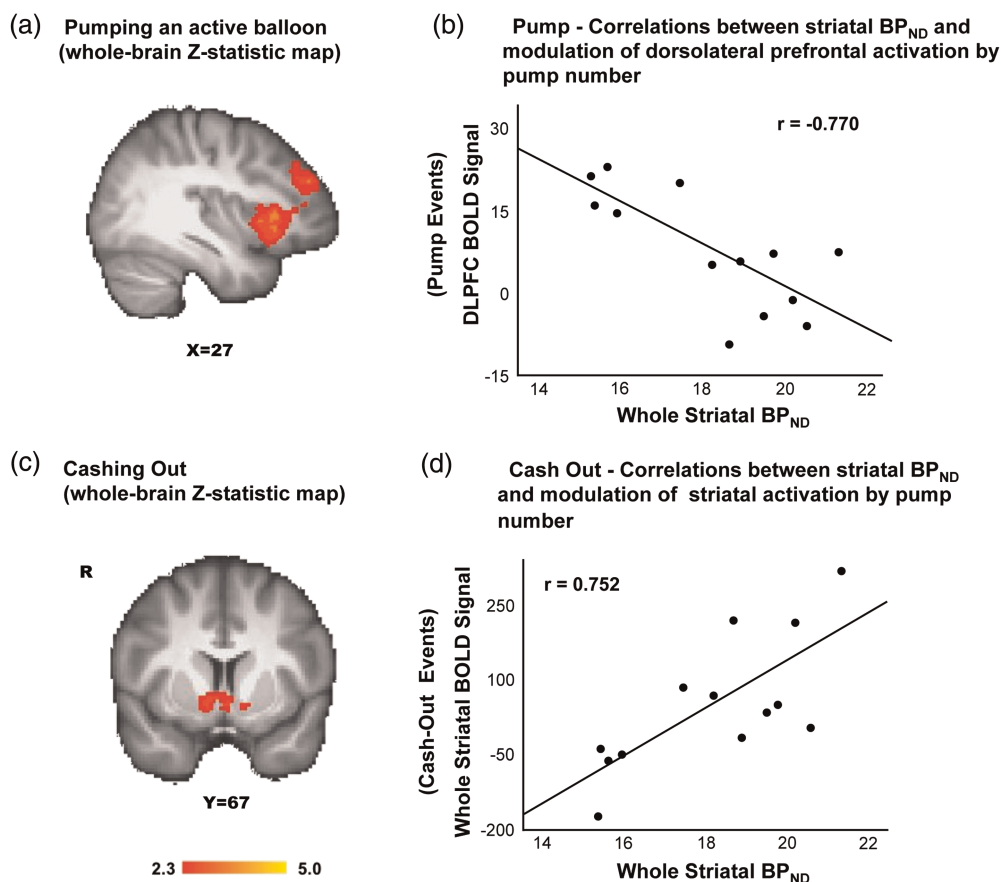 (a)
Pumping an active balloon
(whole-brain Z-statistic map)
X=27
(b)
Pump - Correlations between striatal BPND and
modulation of dorsolateral prefrontal activation by
pump number
(Pump Events)
DLPFC BOLD Signal
30
15
0
-15
r = -0.770
14 16 18 20 22
Whole Striatal BPND
(c)
Cashing Out
(whole-brain Z-statistic map)
R
Y=67
2.3 5.0
(d)
Cash Out - Correlations between striatal BPND
and modulation of striatal activation by pump
number
(Cash-Out Events)
Whole Striatal BOLD Signal
250
100
-50
-200
r = 0.752
14 16 18 20 22
Whole Striatal BPND